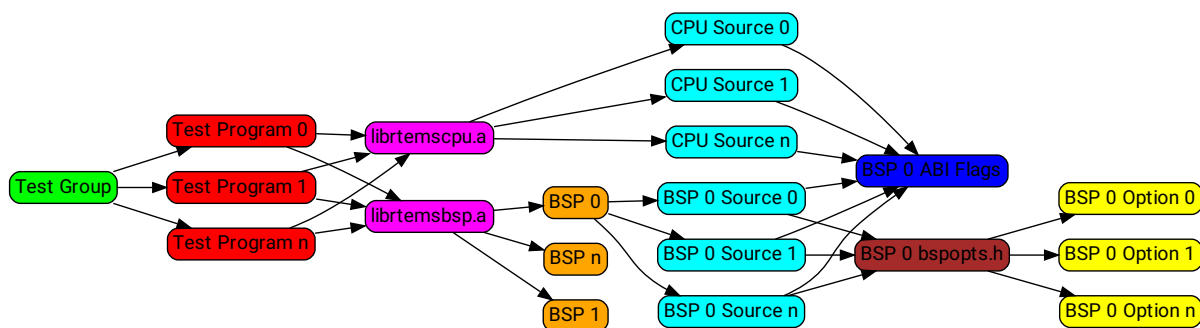 Test Group
Test Program 0
Test Program 1
Test Program n
librtemscpu.a
librtemsbsp.a
BSP 0
BSP n
BSP 1
CPU Source 0
CPU Source 1
CPU Source n
BSP 0 Source 0
BSP 0 Source 1
BSP 0 Source n
BSP 0 ABI Flags
BSP 0 bspopts.h
BSP 0 Option 0
BSP 0 Option 1
BSP 0 Option n